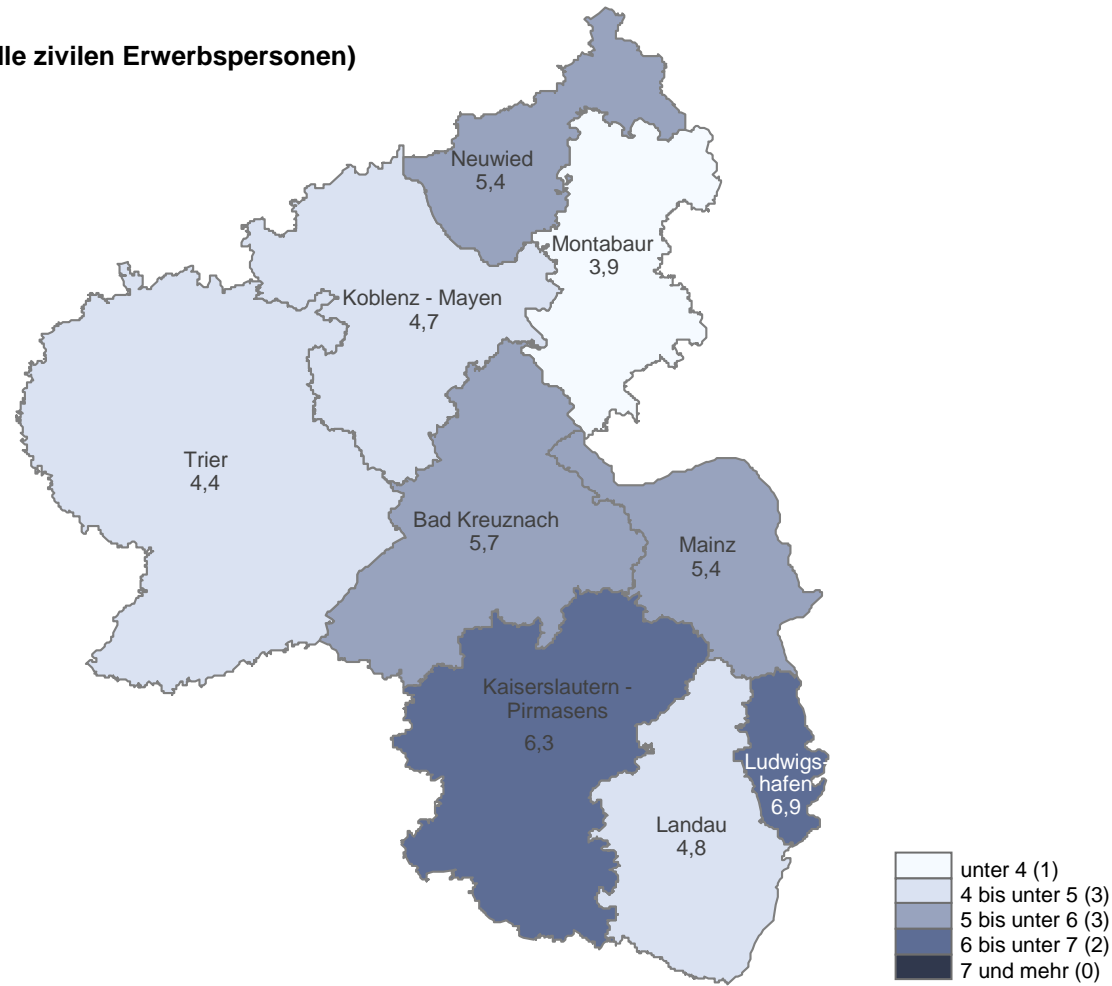 lle zivilen Erwerbspersonen)
Neuwied
5,4
Montabaur
3,9
Koblenz - Mayen
4,7
Trier
4,4
Bad Kreuznach
5,7
Mainz
5,4
Kaiserslautern -
Pirmasens
6,3
Ludwigs-
hafen
6,9
Landau
4,8
unter 4 (1)
4 bis unter 5 (3)
5 bis unter 6 (3)
6 bis unter 7 (2)
7 und mehr (0)